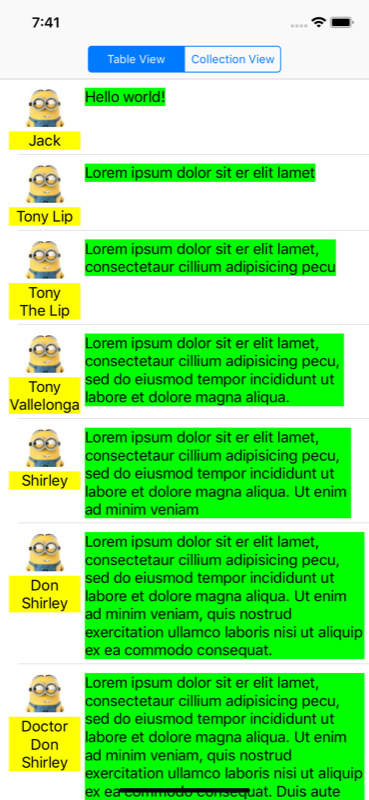 7:41
Table View
Collection View
Hello world!
Jack
Lorem ipsum dolor sit er elit lamet
Tony Lip
Lorem ipsum dolor sit er elit lamet,
consectetaur cillium adipisicing pecu
Tony
The Lip
Lorem ipsum dolor sit er elit lamet,
consectetaur cillium adipisicing pecu,
sed do eiusmod tempor incididunt ut
labore et dolore magna aliqua.
Tony
Vallelonga
Lorem ipsum dolor sit er elit lamet,
consectetaur cillium adipisicing pecu,
sed do eiusmod tempor incididunt ut
labore et dolore magna aliqua. Ut enim
ad minim veniam
Shirley
Lorem ipsum dolor sit er elit lamet,
consectetaur cillium adipisicing pecu,
sed do eiusmod tempor incididunt ut
labore et dolore magna aliqua. Ut enim
ad minim veniam, quis nostrud
exercitation ullamco laboris nisi ut aliquip
ex ea commodo consequat.
Don
Shirley
Lorem ipsum dolor sit er elit lamet,
consectetaur cillium adipisicing pecu,
sed do eiusmod tempor incididunt ut
labore et dolore magna aliqua. Ut enim
ad minim veniam, quis nostrud
exercitation ullamco laboris nisi ut aliquip
ex ea commodo consequat. Duis aute
Doctor
Don
Shirley